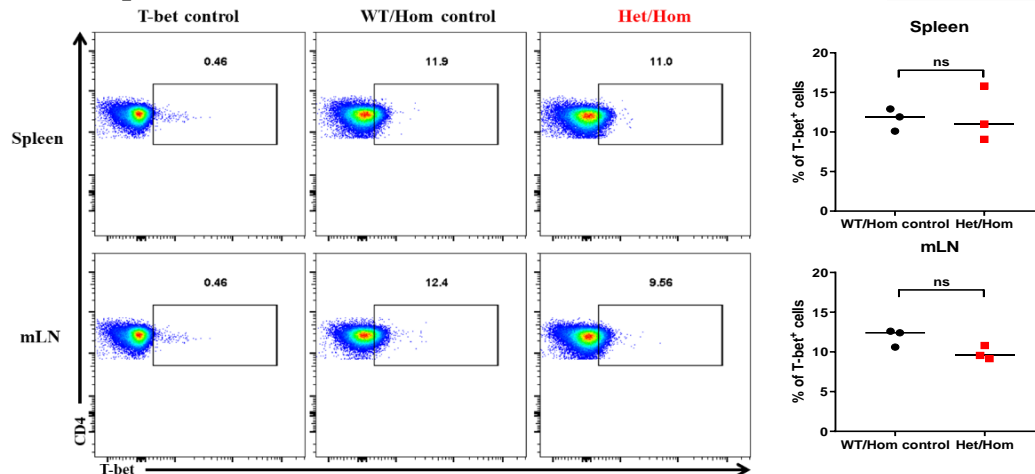 T-bet control
WT/Hom control
Het/Hom
Spleen
0.46
11.9
11.0
mLN
0.46
12.4
9.56
CD4
T-bet
Spleen
ns
% of T-bet+ cells
20
15
10
5
0
WT/Hom control
Het/Hom
mLN
ns
% of T-bet+ cells
20
15
10
5
0
WT/Hom control
Het/Hom